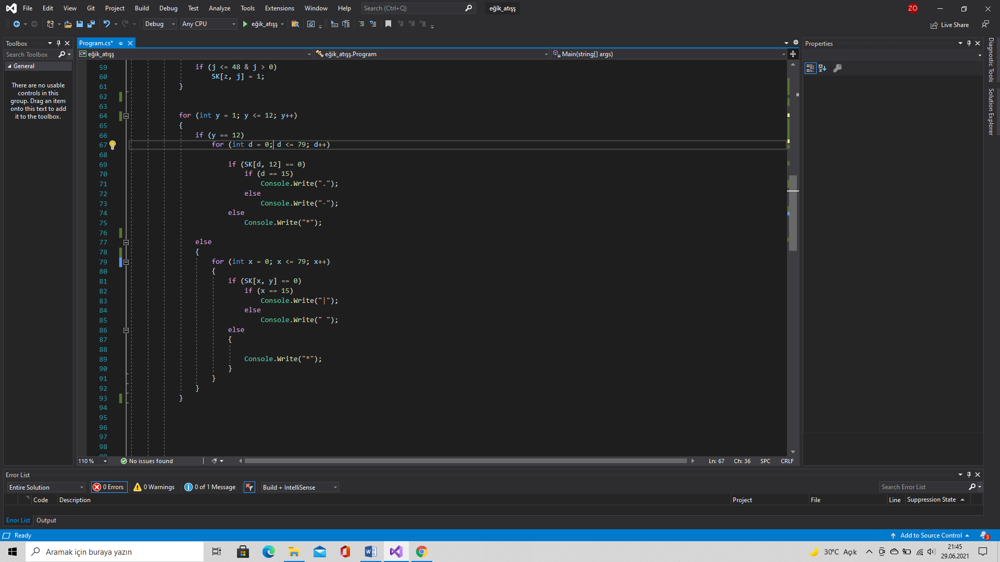 File Edit View Git Project Build Debug Test Analyze Tools Extensions Window Help Search (Ctrl+Q) eğik_atışş ZÖ
Debug Any CPU eğik_atışş Live Share
Toolbox
Search Toolbox
General
There are no usable
controls in this
group. Drag an item
onto this text to add
it to the toolbox.
Program.cs*
eğik_atışş eğik_atışş.Program Main(string[] args)
59 if (j <= 48 & j > 0)
60 SK[z, j] = 1;
61 }
62
63
64 for (int y = 1; y <= 12; y++)
65 {
66 if (y == 12)
67 for (int d = 0; d <= 79; d++)
68
69 if (SK[d, 12] == 0)
70 if (d == 15)
71 Console.Write(".");
72 else
73 Console.Write("-");
74 else
75 Console.Write("*");
76
77 else
78 {
79 for (int x = 0; x <= 79; x++)
80 {
81 if (SK[x, y] == 0)
82 if (x == 15)
83 Console.Write("|");
84 else
85 Console.Write(" ");
86 else
87 {
88
89 Console.Write("*");
90 }
91 }
92 }
93 }
94
95
96
97
98
99
110 % No issues found Ln: 67 Ch: 36 SPC CRLF
Properties
Diagnostic Tools
Solution Explorer
Error List
Entire Solution 0 Errors 0 Warnings 0 of 1 Message Build + IntelliSense Search Error List
Code Description Project File Line Suppression State
Error List Output
Ready Add to Source Control 3
Aramak için buraya yazın 30°C Açık 21:45
29.06.2021